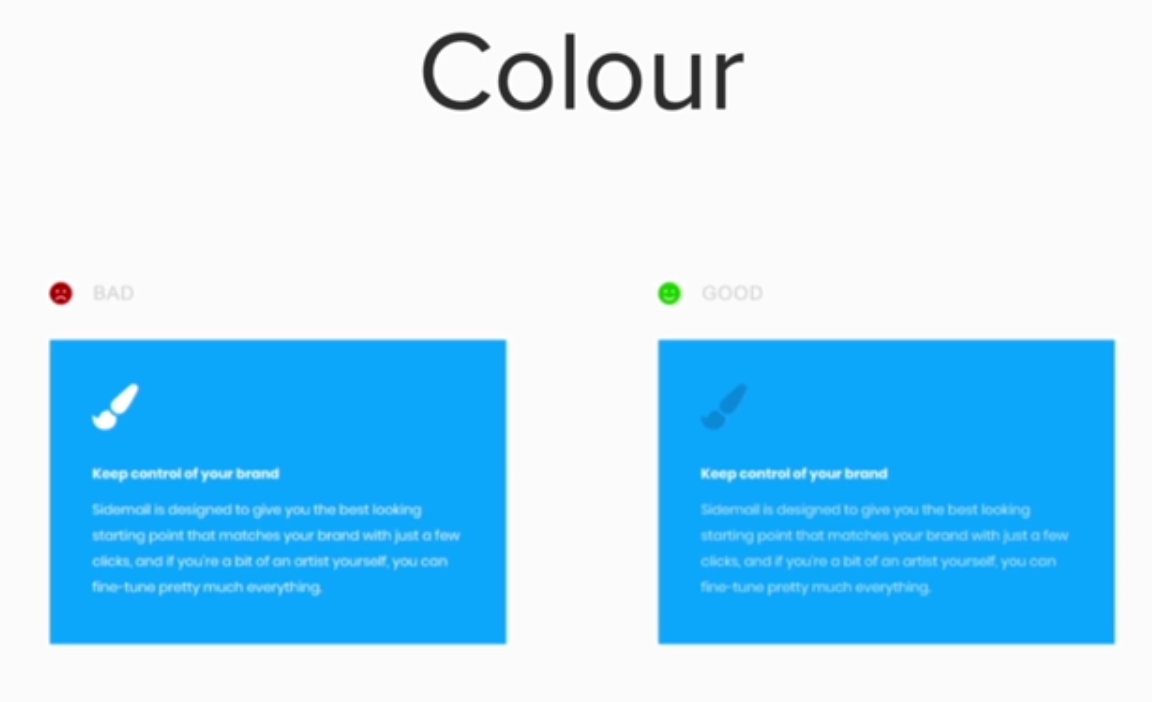 Colour
BAD
GOOD
Keep control of your brand
Sidemail is designed to give you the best looking
starting point that matches your brand with just a few
clicks, and if you're a bit of an artist yourself, you can
fine-tune pretty much everything.
Keep control of your brand
Sidemail is designed to give you the best looking
starting point that matches your brand with just a few
clicks, and if you're a bit of an artist yourself, you can
fine-tune pretty much everything.